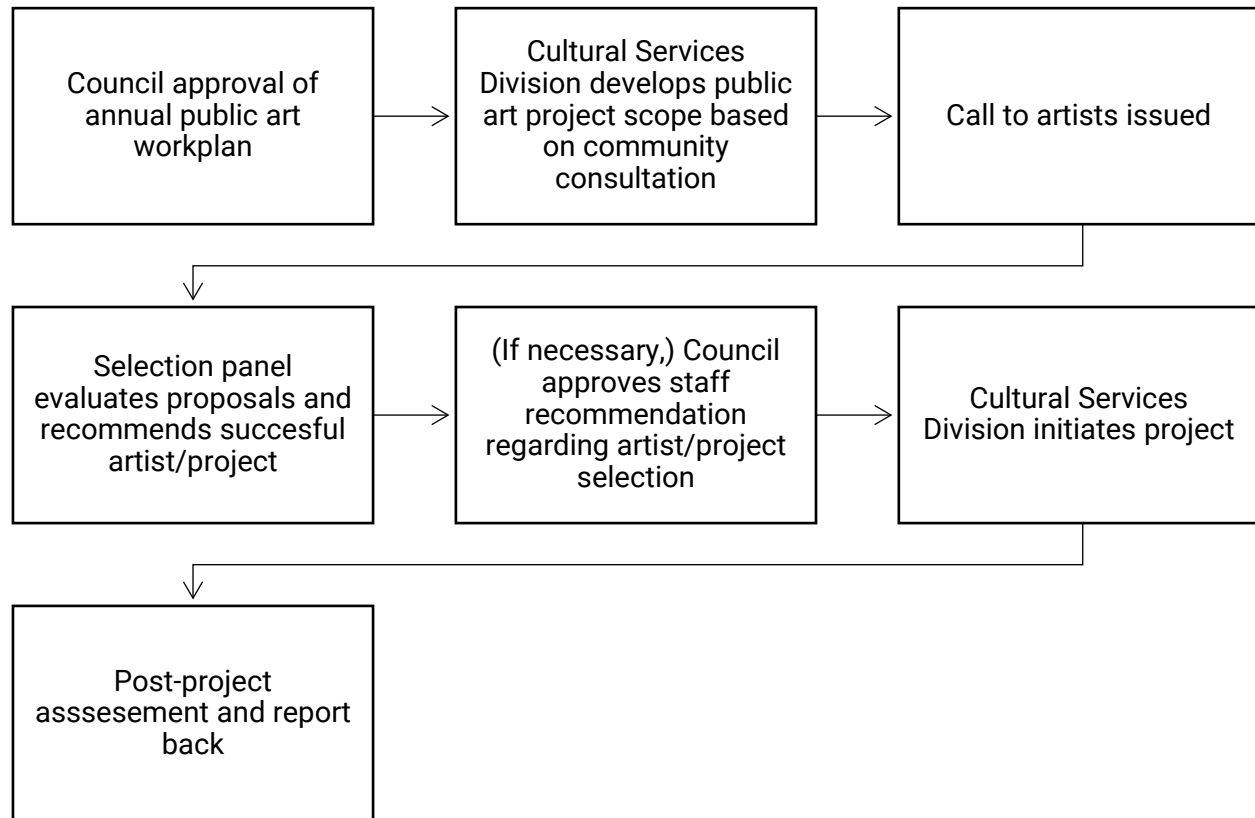 Council approval of
annual public art
workplan
Cultural Services
Division develops public
art project scope based
on community
consultation
Call to artists issued
Selection panel
evaluates proposals and
recommends succesful
artist/project
(If necessary,) Council
approves staff
recommendation
regarding artist/project
selection
Cultural Services
Division initiates project
Post-project
asssesement and report
back